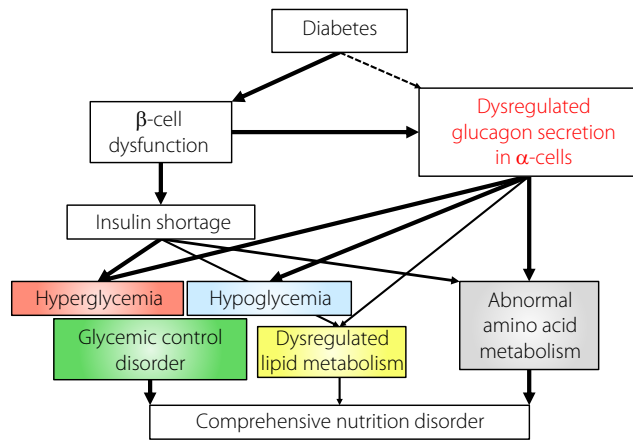 Diabetes
β-cell
dysfunction
Dysregulated
glucagon secretion
in α-cells
Insulin shortage
Hyperglycemia
Hypoglycemia
Abnormal
amino acid
metabolism
Glycemic control
disorder
Dysregulated
lipid metabolism
Comprehensive nutrition disorder